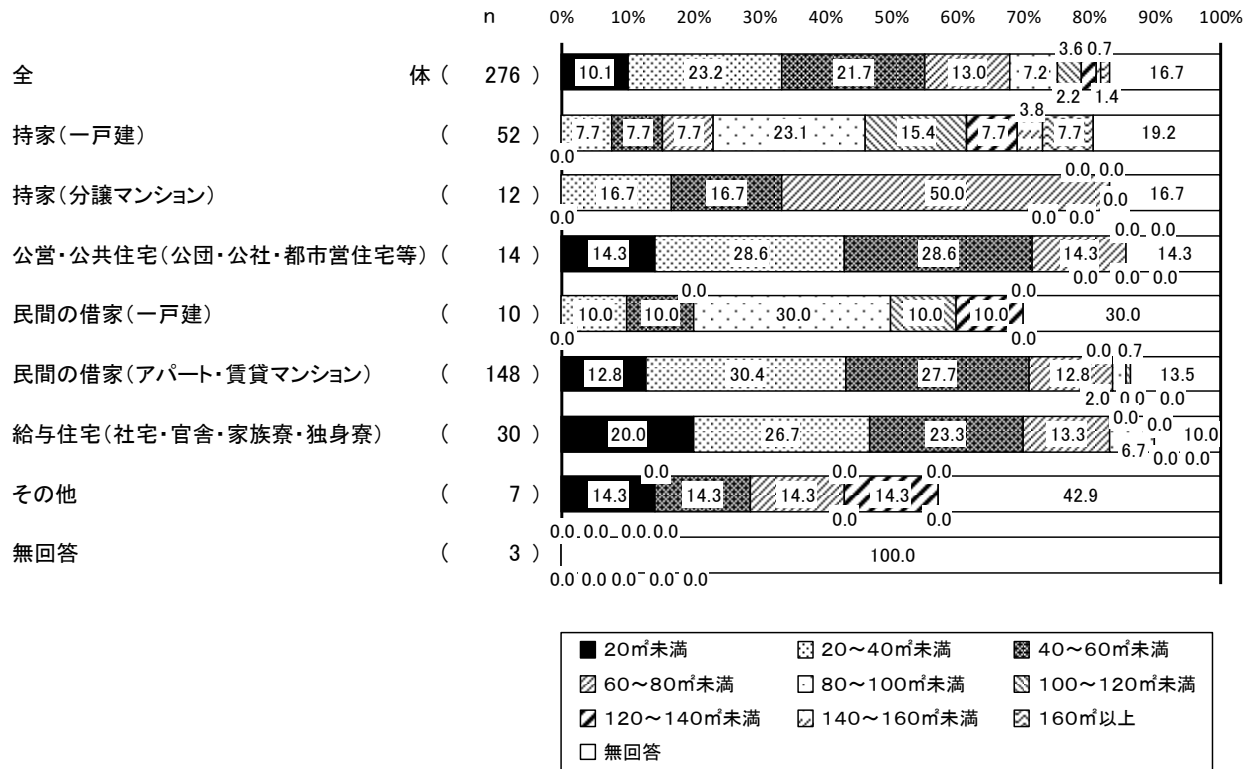 n 0% 10% 20% 30% 40% 50% 60% 70% 80% 90% 100%
3.6 0.7
全 体 ( 276 ) 10.1 23.2 21.7 13.0 7.2 16.7
2.2 1.4
3.8
持家(一戸建) ( 52 ) 7.7 7.7 7.7 23.1 15.4 7.7 7.7 19.2
0.0
0.0 0.0
持家(分譲マンション) ( 12 ) 16.7 16.7 50.0 0.0 16.7
0.0 0.0 0.0
0.0 0.0
公営・公共住宅(公団・公社・都市営住宅等) ( 14 ) 14.3 28.6 28.6 14.3 14.3
0.0 0.0 0.0
0.0 0.0
民間の借家(一戸建) ( 10 ) 10.0 10.0 30.0 10.0 10.0 30.0
0.0 0.0
0.0 0.7
民間の借家(アパート・賃貸マンション) ( 148 ) 12.8 30.4 27.7 12.8 13.5
2.0 0.0 0.0
0.0 0.0
給与住宅(社宅・官舎・家族寮・独身寮) ( 30 ) 20.0 26.7 23.3 13.3 6.7 10.0
0.0 0.0
0.0 0.0 0.0
その他 ( 7 ) 14.3 14.3 14.3 14.3 42.9
0.0 0.0
0.0 0.0 0.0 0.0
無回答 ( 3 ) 100.0
0.0 0.0 0.0 0.0 0.0
20㎡未満 20~40㎡未満 40~60㎡未満
60~80㎡未満 80~100㎡未満 100~120㎡未満
120~140㎡未満 140~160㎡未満 160㎡以上
無回答